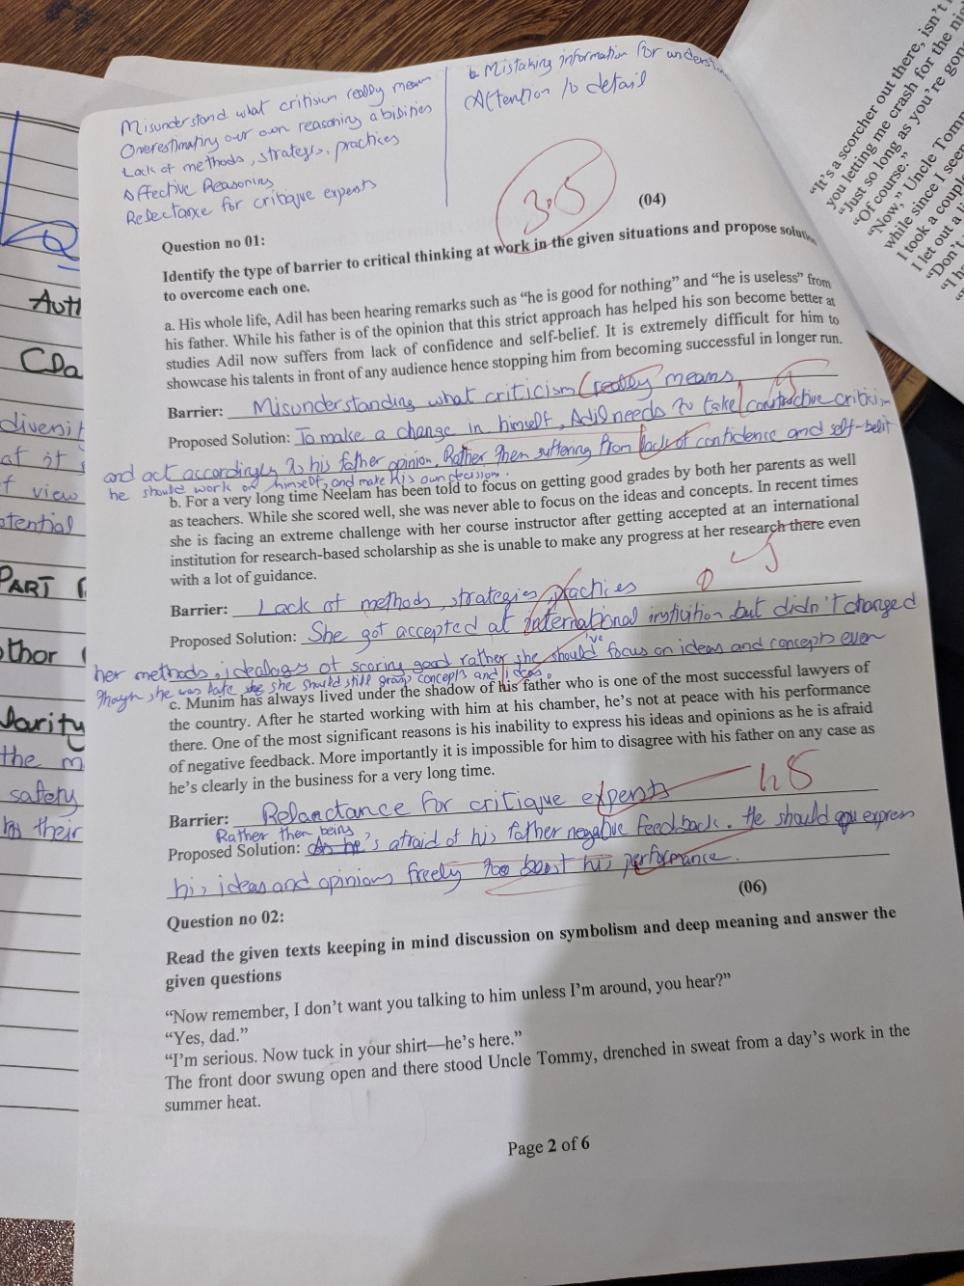 Misunderstand what criticism really mean
Overestimating our own reasoning abisities
Lack of methods, strategs, practices
Affective Reasoning
Relectance for critique experts
Mistaking information for
Attention to detail
3.5
(04)
Question no 01:
Identify the type of barrier to critical thinking at work in the given situations and propose
to overcome each one.
a. His whole life, Adil has been hearing remarks such as “he is good for nothing” and “he is useless” from
his father. While his father is of the opinion that this strict approach has helped his son become better at
studies Adil now suffers from lack of confidence and self-belief. It is extremely difficult for him to
showcase his talents in front of any audience hence stopping him from becoming successful in longer run.
Barrier: Misunderstanding what criticism (really means
Proposed Solution: To make a change in himself, Adil needs to take constractive
and act accordingly to his father opinion. Rather then suffering from lack of confidence and self-belif
he should work on himself, and make his own decision.
b. For a very long time Neelam has been told to focus on getting good grades by both her parents as well
as teachers. While she scored well, she was never able to focus on the ideas and concepts. In recent times
she is facing an extreme challenge with her course instructor after getting accepted at an international
institution for research-based scholarship as she is unable to make any progress at her research there even
with a lot of guidance.
Barrier: Lack of methods, strategies, practices
Proposed Solution: She got accepted at international but didn't changed
her methods, of scoring good rather she should focus on ideas and concepts even
though, she was late she should still concepts and ideas.
c. Munim has always lived under the shadow of his father who is one of the most successful lawyers of
the country. After he started working with him at his chamber, he’s not at peace with his performance
there. One of the most significant reasons is his inability to express his ideas and opinions as he is afraid
of negative feedback. More importantly it is impossible for him to disagree with his father on any case as
he’s clearly in the business for a very long time.
Barrier: Reluctance for critique experts
Rather then being
Proposed Solution: afraid of his father negative feedback. He should express
his ideas and opinions freely boost his performance.
(06)
Question no 02:
Read the given texts keeping in mind discussion on symbolism and deep meaning and answer the
given questions
“Now remember, I don’t want you talking to him unless I’m around, you hear?”
“Yes, dad.”
“I’m serious. Now tuck in your shirt—he’s here.”
The front door swung open and there stood Uncle Tommy, drenched in sweat from a day’s work in the
summer heat.
Page 2 of 6
“It’s a scorcher out there, isn’t
you letting me crash for the
“Just so long as you’re
“Of course.”
“Now,” Uncle
while since I seen
I took a
I let out a
“Don’t
CDa
of view
PART
the m
safety
in their